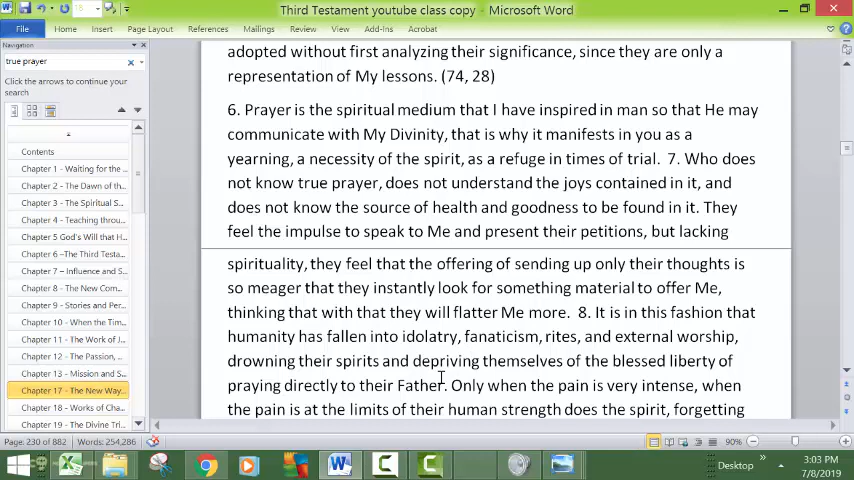 Third Testament youtube class copy - Microsoft Word
File Home Insert Page Layout References Mailings Review View Add-Ins Acrobat
Navigation
true prayer
Click the arrows to continue your
search
Contents
Chapter 1 - Waiting for the ...
Chapter 2 - The Dawn of th...
Chapter 3 - The Spiritual S...
Chapter 4 - Teaching throu...
Chapter 5 God's Will that H...
Chapter 6 –The Third Testa...
Chapter 7 – Influence and S...
Chapter 8 - The New Com...
Chapter 9 - Stories and Per...
Chapter 10 - When the Tim...
Chapter 11 - The Work of J...
Chapter 12 - The Passion, ...
Chapter 13 - Mission and S...
Chapter 17 - The New Way...
Chapter 18 - Works of Cha...
Chapter 19 - The Divine Tri...
adopted without first analyzing their significance, since they are only a
representation of My lessons. (74, 28)
6. Prayer is the spiritual medium that I have inspired in man so that He may
communicate with My Divinity, that is why it manifests in you as a
yearning, a necessity of the spirit, as a refuge in times of trial. 7. Who does
not know true prayer, does not understand the joys contained in it, and
does not know the source of health and goodness to be found in it. They
feel the impulse to speak to Me and present their petitions, but lacking
spirituality, they feel that the offering of sending up only their thoughts is
so meager that they instantly look for something material to offer Me,
thinking that with that they will flatter Me more. 8. It is in this fashion that
humanity has fallen into idolatry, fanaticism, rites, and external worship,
drowning their spirits and depriving themselves of the blessed liberty of
praying directly to their Father. Only when the pain is very intense, when
the pain is at the limits of their human strength does the spirit, forgetting
Page: 230 of 882 Words: 254,286 90%
Desktop 3:03 PM
7/8/2019